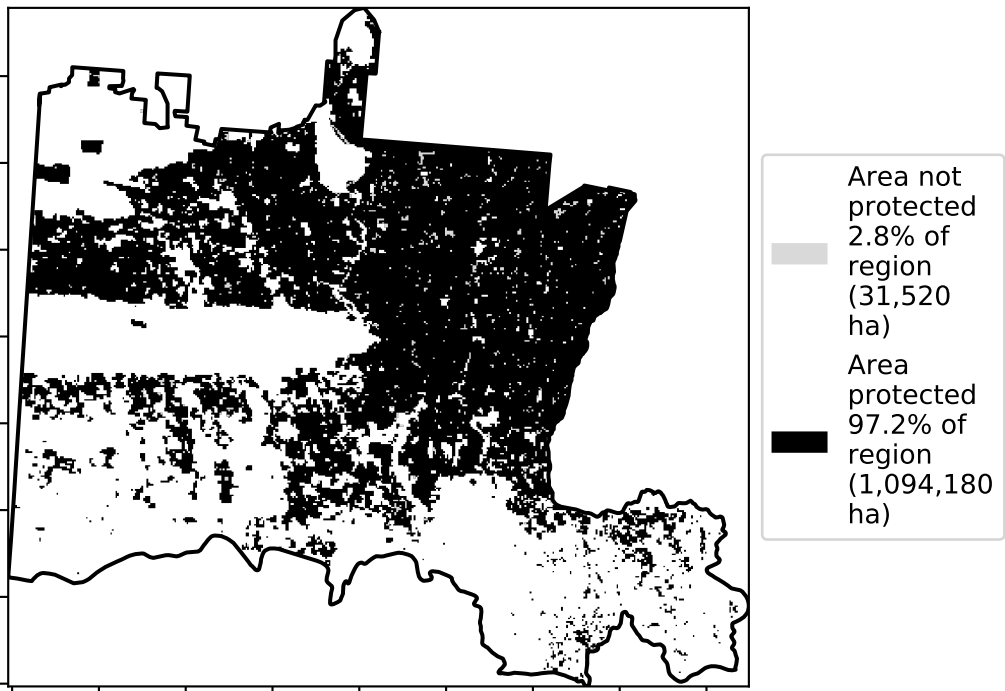 Area not
protected
2.8% of
region
(31,520
ha)
Area
protected
97.2% of
region
(1,094,180
ha)